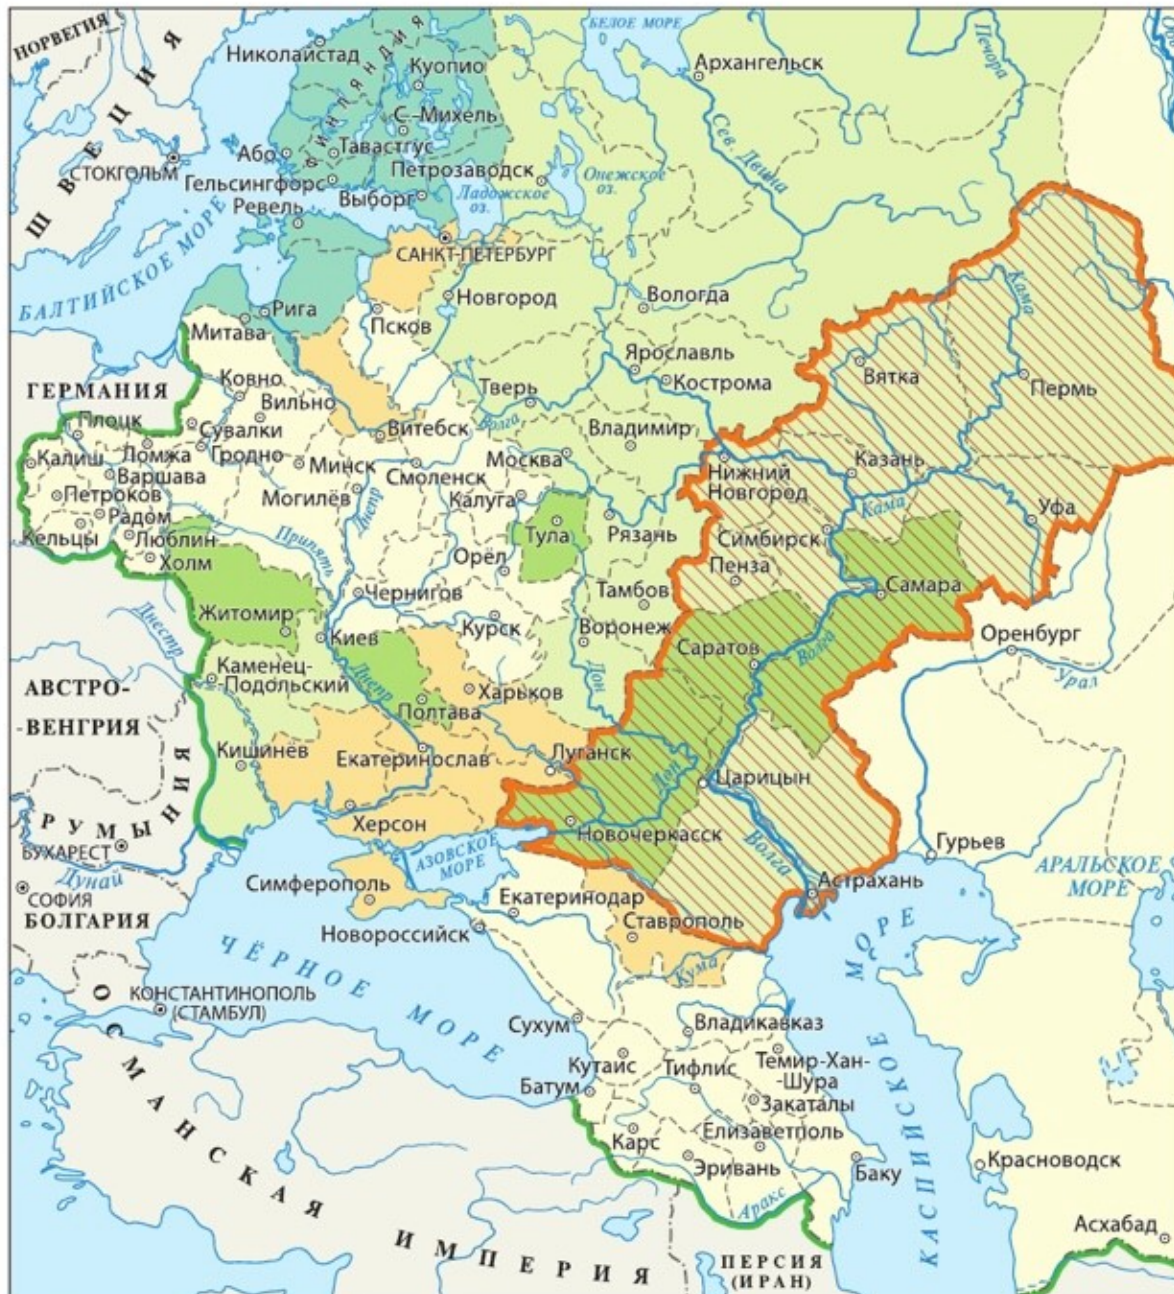 НОРВЕГИЯ
ШВЕЦИЯ
СТОКГОЛЬМ
БАЛТИЙСКОЕ МОРЕ
БЕЛОЕ МОРЕ
Николайстад
ФИНЛЯНДИЯ
Куопио
С.-Михель
Або
Тавастгус
Гельсингфорс
Ревель
Выборг
Петрозаводск
Ладожское
оз.
Онежское
оз.
Архангельск
Сев. Двина
Печора
САНКТ-ПЕТЕРБУРГ
Новгород
Вологда
Рига
Митава
Псков
Ярославль
Кострома
Тверь
Волга
Вятка
Кама
Пермь
ГЕРМАНИЯ
Ковно
Вильно
Плоцк
Сувалки
Витебск
Владимир
Калиш
Ломжа
Гродно
Минск
Смоленск
Москва
Казань
Нижний
Новгород
Варшава
Могилёв
Днепр
Калуга
Кама
Уфа
Петроков
Радом
Тула
Рязань
Симбирск
Кельцы
Люблин
Холм
Припять
Орёл
Пенза
Самара
Чернигов
Тамбов
Житомир
Киев
Курск
Воронеж
Днестр
Саратов
Волга
Оренбург
Урал
Каменец-
Подольский
Днепр
Полтава
Харьков
Дон
АВСТРО-
-ВЕНГРИЯ
Кишинёв
Екатеринослав
Луганск
Дон
Царицын
РУМЫНИЯ
БУХАРЕСТ
Херсон
Новочеркасск
Волга
Гурьев
Дунай
АЗОВСКОЕ
МОРЕ
АРАЛЬСКОЕ
МОРЕ
СОФИЯ
БОЛГАРИЯ
Симферополь
Екатеринодар
Астрахань
Новороссийск
Ставрополь
ЧЁРНОЕ МОРЕ
Кума
КАСПИЙСКОЕ МОРЕ
КОНСТАНТИНОПОЛЬ
(СТАМБУЛ)
Сухум
Владикавказ
Кутаис
Тифлис
Темир-Хан-
-Шура
Батум
Закаталы
Карс
Елизаветполь
Эривань
Баку
Красноводск
Аракс
ОСМАНСКАЯ ИМПЕРИЯ
ПЕРСИЯ
(ИРАН)
Асхабад